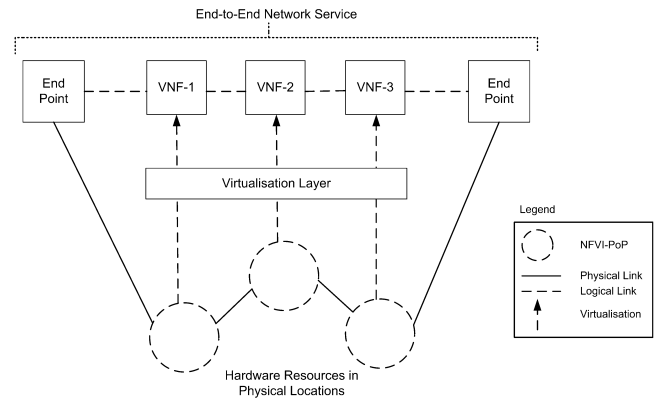 End-to-End Network Service
End
Point
VNF-1
VNF-2
VNF-3
End
Point
Virtualisation Layer
Legend
NFVI-PoP
Physical Link
Logical Link
Virtualisation
Hardware Resources in
Physical Locations